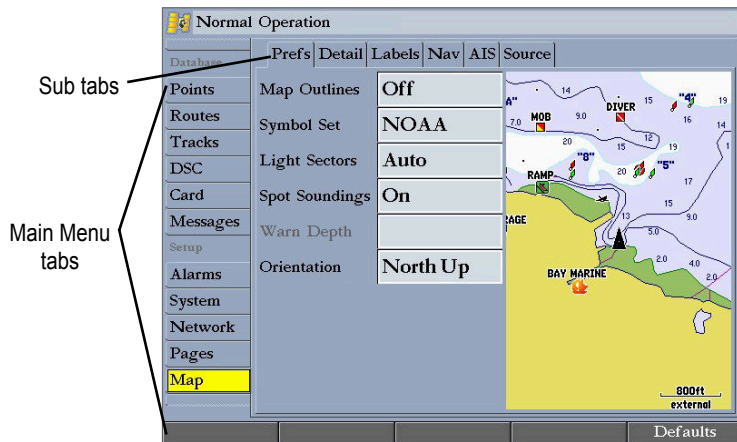 Normal Operation
Sub tabs
Main Menu
tabs
Database
Points
Routes
Tracks
DSC
Card
Messages
Setup
Alarms
System
Network
Pages
Map
Prefs Detail Labels Nav AIS Source
Map Outlines Off
Symbol Set NOAA
Light Sectors Auto
Spot Soundings On
Warn Depth
Orientation North Up
14
15
"4"
19
A"
DIVER
MOB
7.0
9.0
16
14
12
20
15
19
"8"
20
"5"
17
RAMP
15
13
9.0
AGE
5.0
2.0
4.0
2.0
BAY MARINE
800ft
external
Defaults